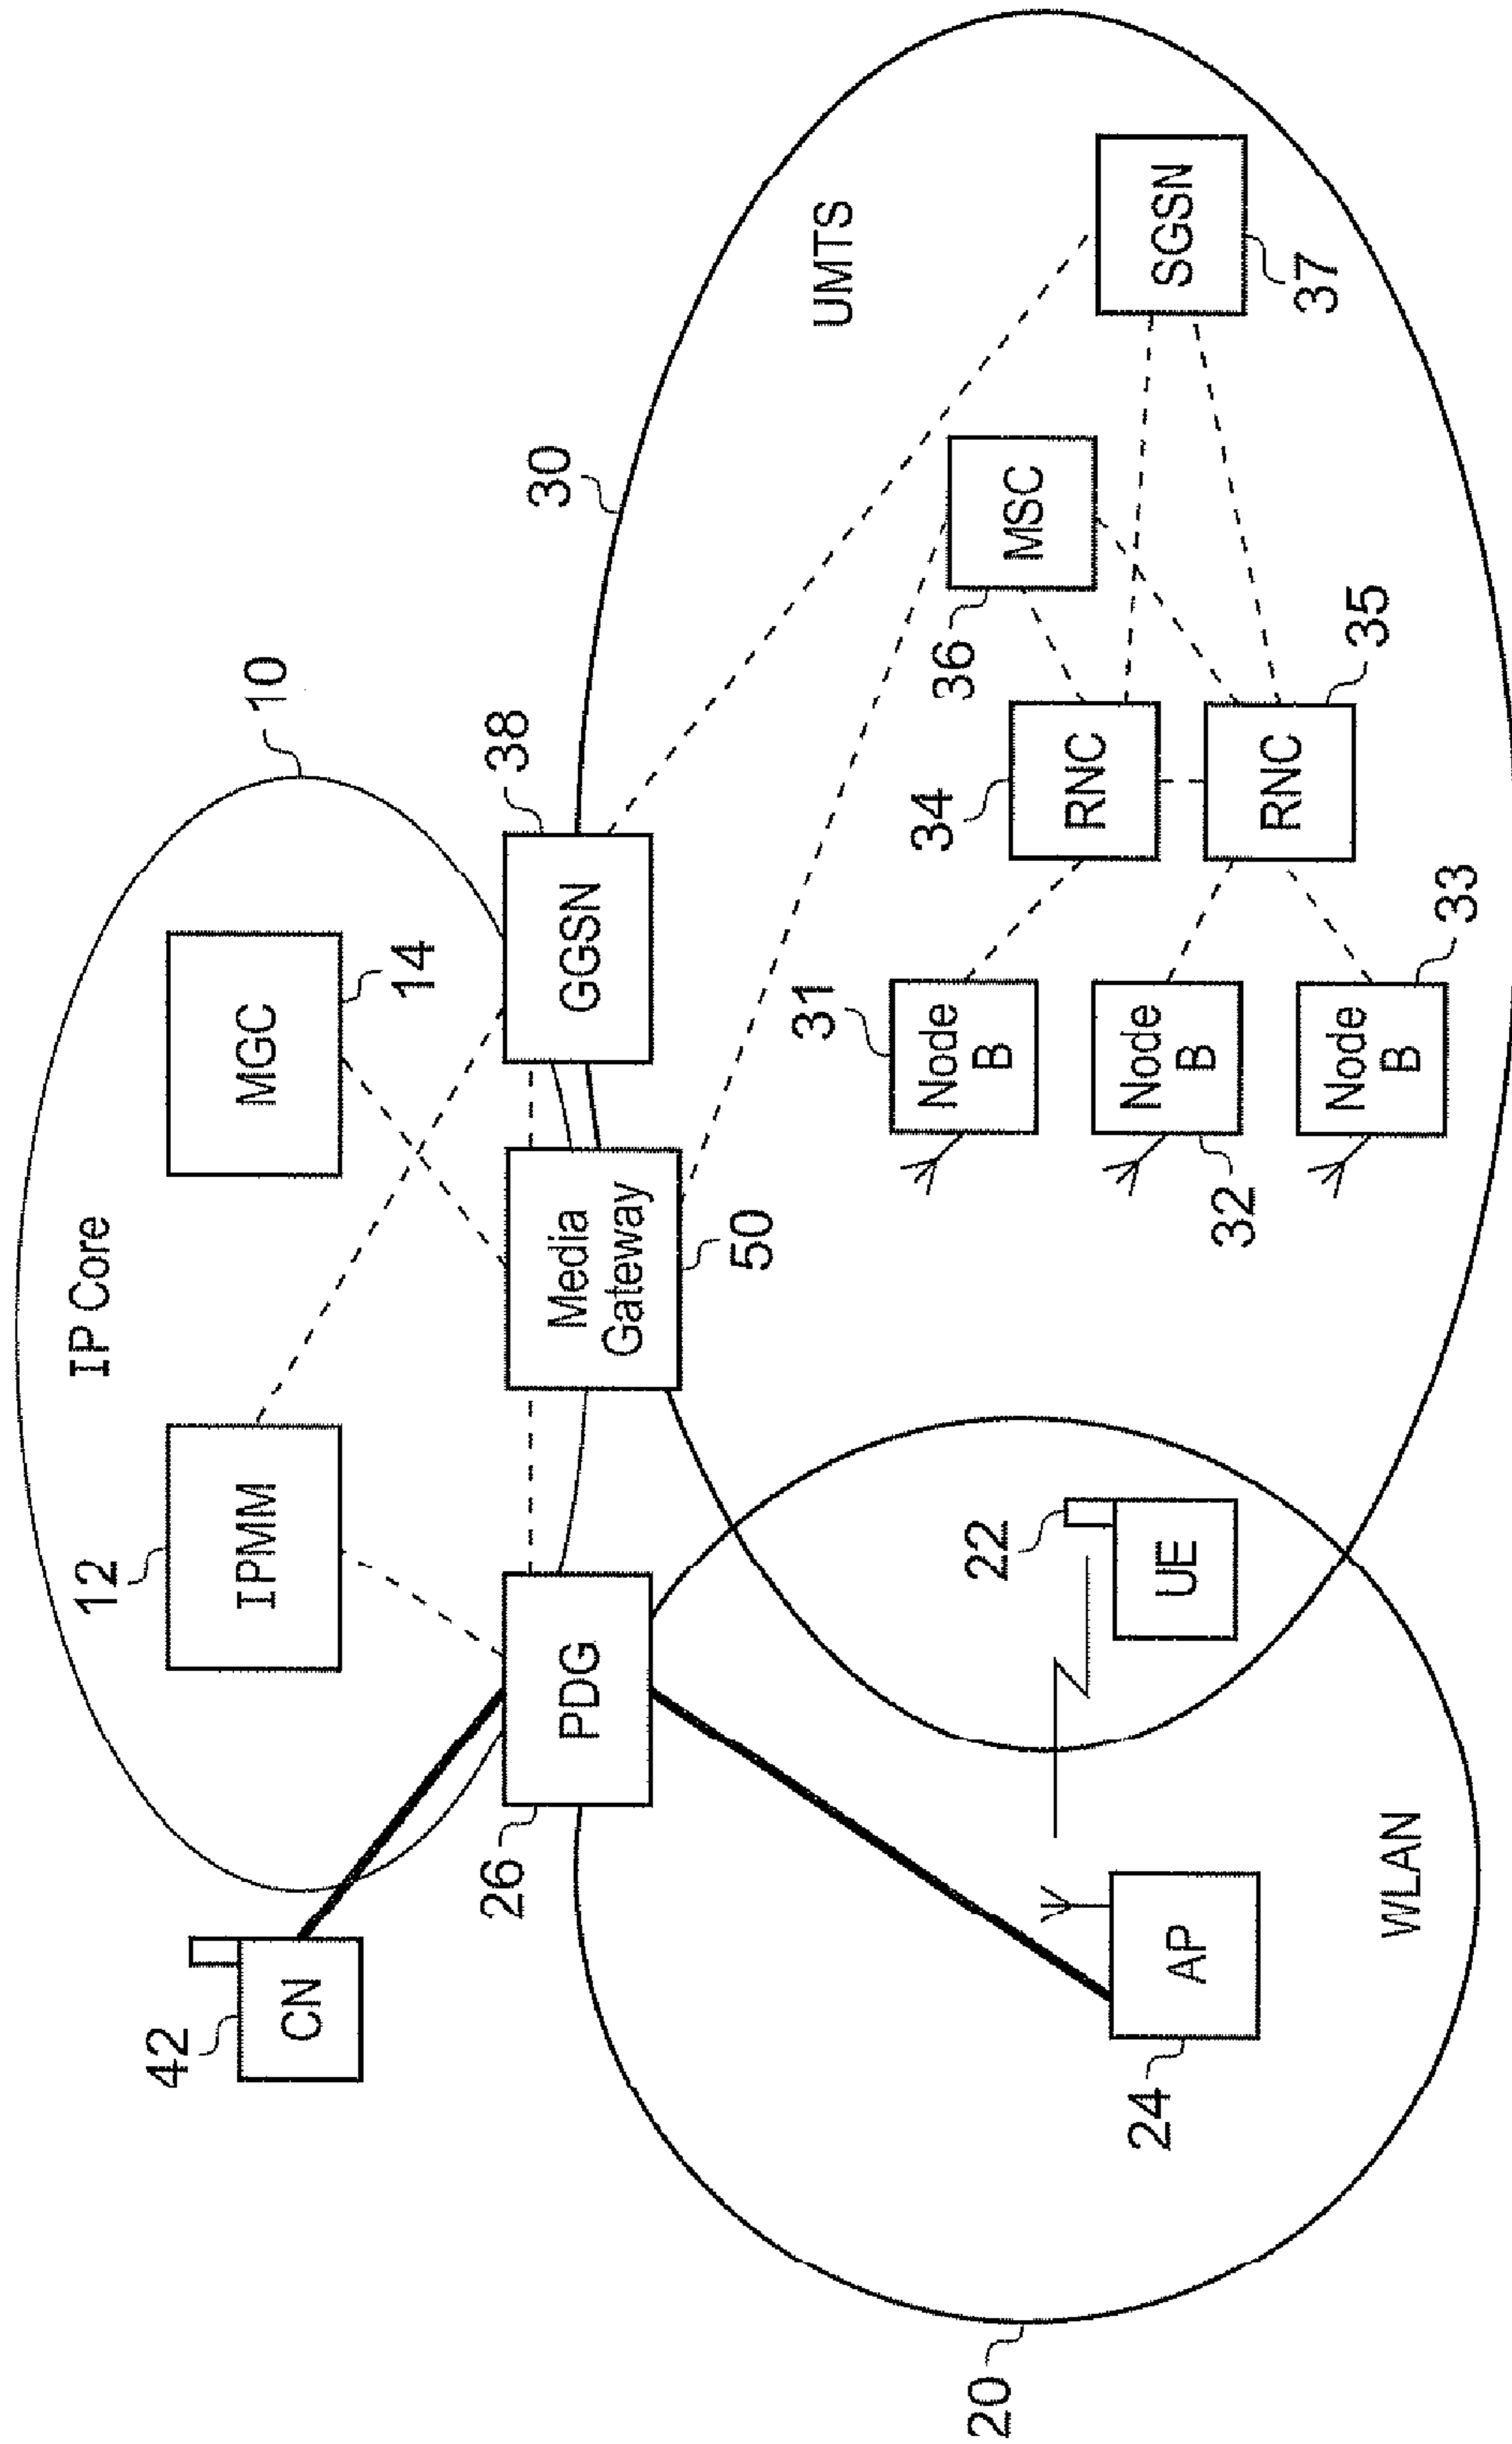 10
IP Core
12
IPMM
MGC
14
42
CN
26
PDG
Media
Gateway
50
GGSN
38
30
UMTS
22
UE
AP
24
WLAN
20
31
Node
B
Node
B
32
Node
B
33
34
RNC
RNC
35
36
MSC
SGSN
37